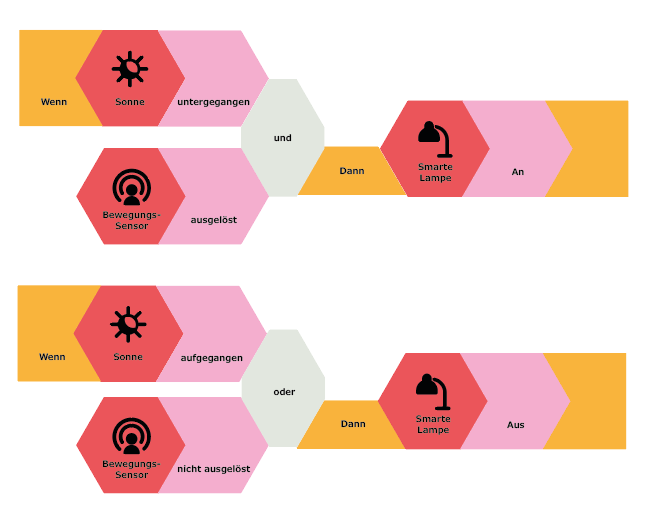 Wenn
Sonne
untergegangen
und
Bewegungs-
Sensor
ausgelöst
Dann
Smarte
Lampe
An
Wenn
Sonne
aufgegangen
oder
Bewegungs-
Sensor
nicht ausgelöst
Dann
Smarte
Lampe
Aus